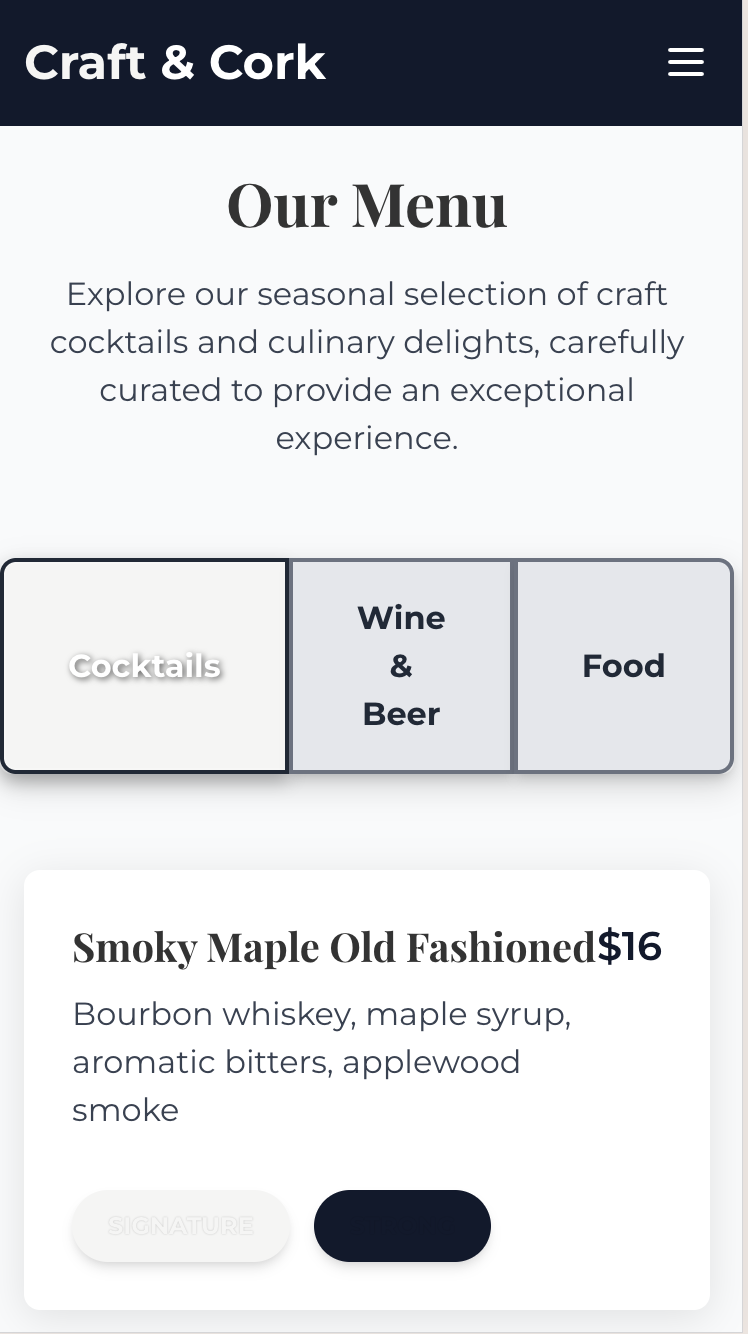 Craft & Cork
Our Menu
Explore our seasonal selection of craft
cocktails and culinary delights, carefully
curated to provide an exceptional
experience.
Cocktails
Wine
&
Beer
Food
Smoky Maple Old Fashioned $16
Bourbon whiskey, maple syrup,
aromatic bitters, applewood
smoke
SIGNATURE